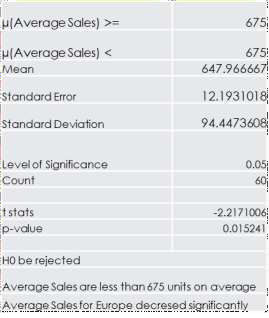 μ(Average Sales) >= 675
μ(Average Sales) < 675
Mean 647.966667
Standard Error 12.1931018
Standard Deviation 94.4473608
Level of Significance 0.05
Count 60
t stats -2.2171006
p-value 0.015241
H0 be rejected
Average Sales are less than 675 units on average
Average Sales for Europe decresed significantly